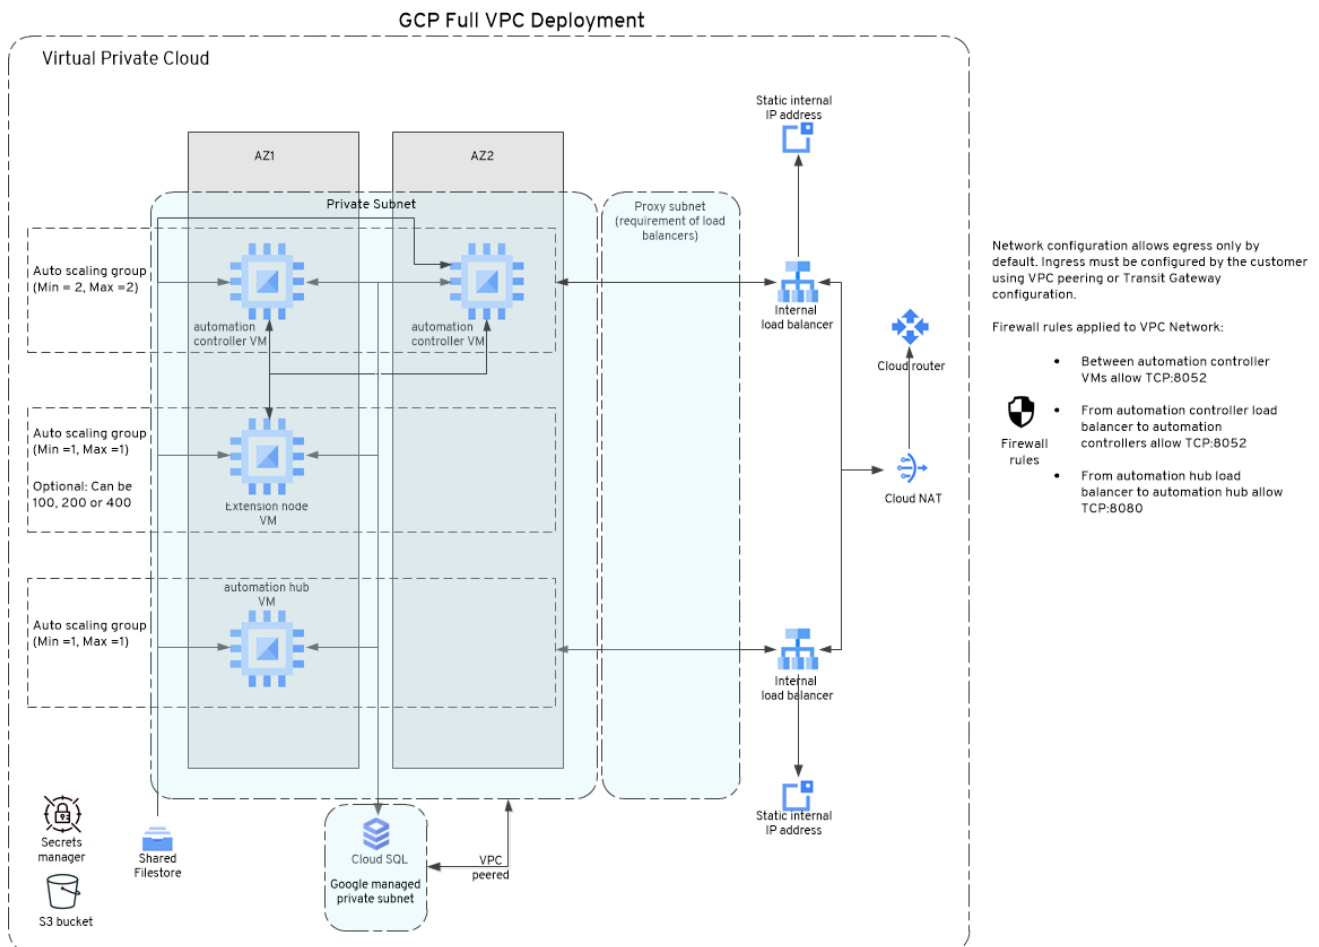 GCP Full VPC Deployment
Virtual Private Cloud
Static internal
IP address
AZ1
AZ2
Private Subnet
Proxy subnet
(requirement of load
balancers)
Auto scaling group
(Min = 2, Max =2)
automation
controller VM
automation
controller VM
Internal
load balancer
Cloud router
Auto scaling group
(Min =1, Max =1)
Optional: Can be
100, 200 or 400
Extension node
VM
Cloud NAT
automation hub
VM
Auto scaling group
(Min =1, Max =1)
Internal
load balancer
Static internal
IP address
Secrets
manager
Shared
Filestore
S3 bucket
Cloud SQL
Google managed
private subnet
VPC
peered
Network configuration allows egress only by
default. Ingress must be configured by the customer
using VPC peering or Transit Gateway
configuration.
Firewall rules applied to VPC Network:
Firewall
rules
• Between automation controller
VMs allow TCP:8052
• From automation controller load
balancer to automation
controllers allow TCP:8052
• From automation hub load
balancer to automation hub allow
TCP:8080